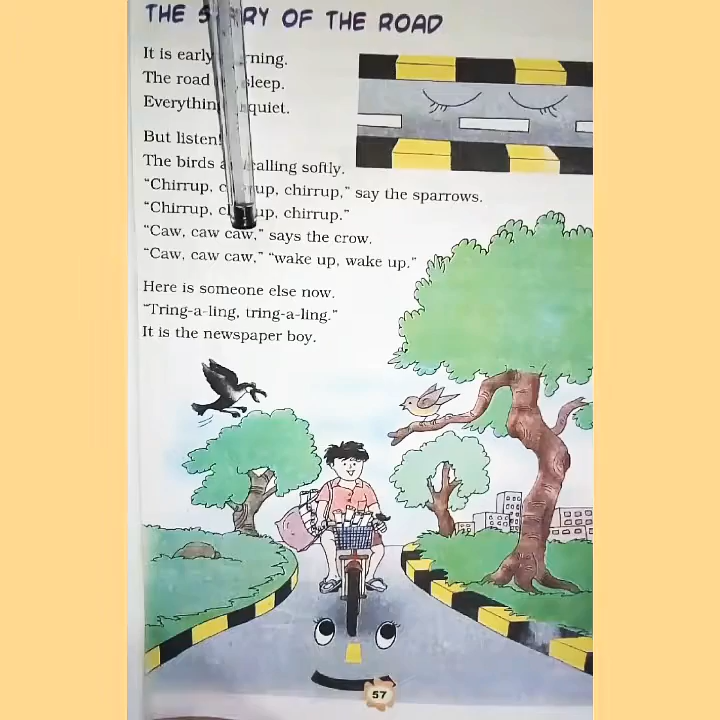 THE S RY OF THE ROAD
It is early rning.
The road sleep.
Everythin quiet.
But listen!
The birds a calling softly.
“Chirrup, c up, chirrup,” say the sparrows.
“Chirrup, ch up, chirrup.”
“Caw, caw caw,” says the crow.
“Caw, caw caw,” “wake up, wake up.”
Here is someone else now.
“Tring-a-ling, tring-a-ling.”
It is the newspaper boy.
57